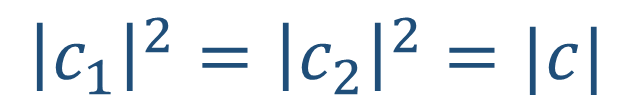 |c₁|² = |c₂|² = |c|